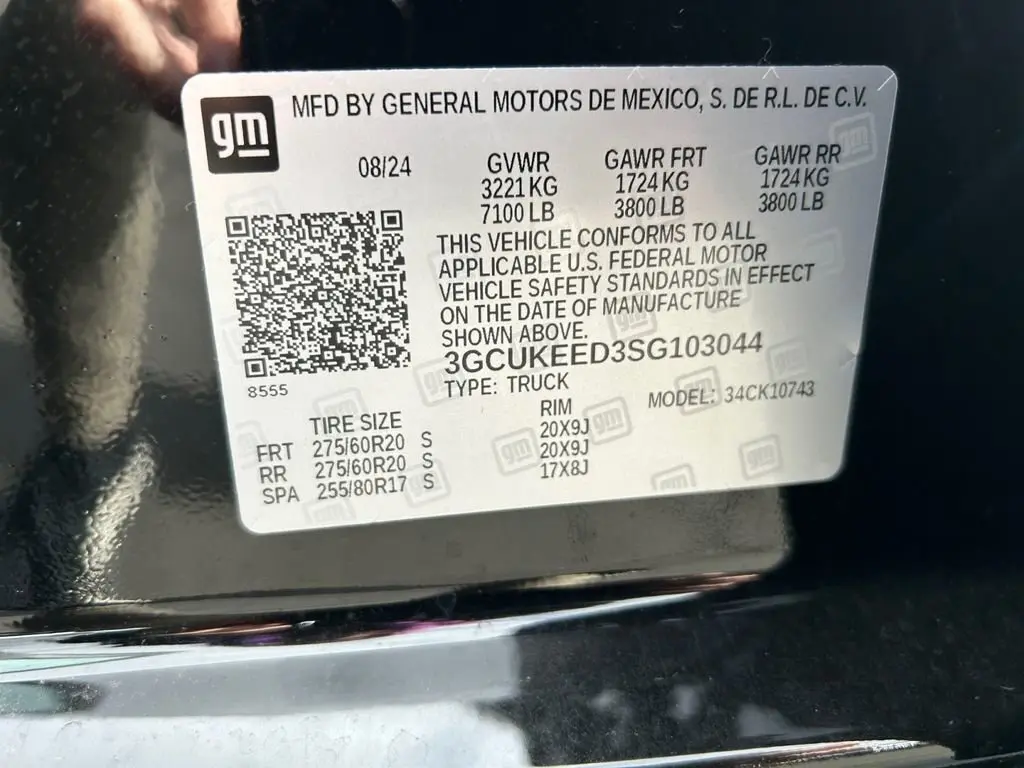 gm
MFD BY GENERAL MOTORS DE MEXICO, S. DE R.L. DE C.V.
08/24 GVWR GAWR FRT GAWR RR
3221 KG 1724 KG 1724 KG
7100 LB 3800 LB 3800 LB
THIS VEHICLE CONFORMS TO ALL
APPLICABLE U.S. FEDERAL MOTOR
VEHICLE SAFETY STANDARDS IN EFFECT
ON THE DATE OF MANUFACTURE
SHOWN ABOVE.
3GCUKEED3SG103044
8555
TYPE: TRUCK MODEL: 34CK10743
TIRE SIZE RIM
FRT 275/60R20 S 20X9J
RR 275/60R20 S 20X9J
SPA 255/80R17 S 17X8J